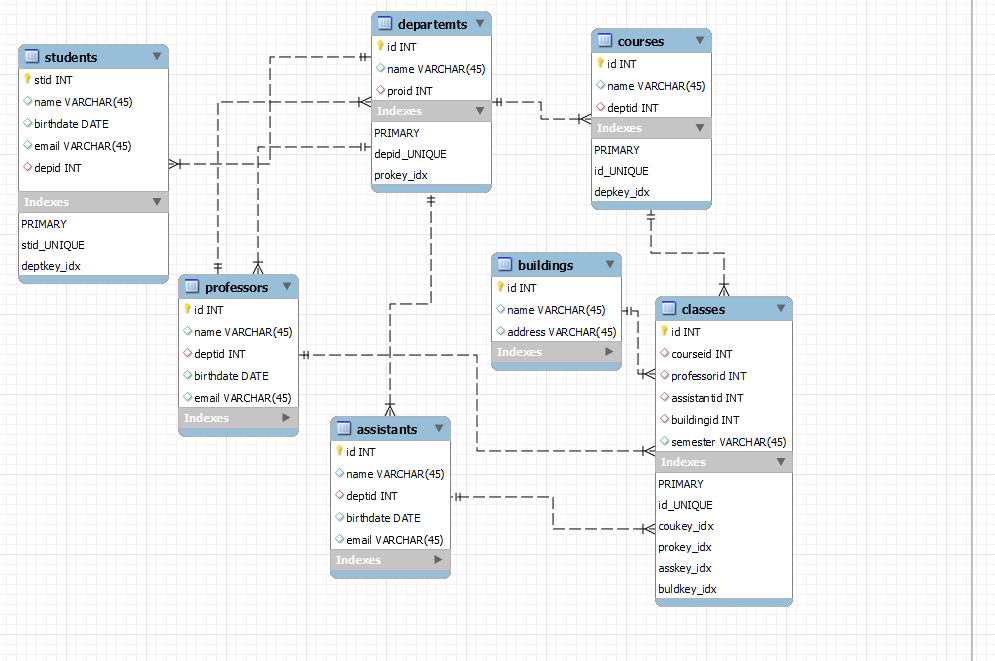 students
stid INT
name VARCHAR(45)
birthdate DATE
email VARCHAR(45)
depid INT
Indexes
PRIMARY
stid_UNIQUE
deptkey_idx
departemts
id INT
name VARCHAR(45)
proid INT
Indexes
PRIMARY
depid_UNIQUE
prokey_idx
courses
id INT
name VARCHAR(45)
deptid INT
Indexes
PRIMARY
id_UNIQUE
depkey_idx
professors
id INT
name VARCHAR(45)
deptid INT
birthdate DATE
email VARCHAR(45)
Indexes
buildings
id INT
name VARCHAR(45)
address VARCHAR(45)
Indexes
assistants
id INT
name VARCHAR(45)
deptid INT
birthdate DATE
email VARCHAR(45)
Indexes
classes
id INT
courseid INT
professorid INT
assistantid INT
buildingid INT
semester VARCHAR(45)
Indexes
PRIMARY
id_UNIQUE
coukey_idx
prokey_idx
asskey_idx
buldkey_idx